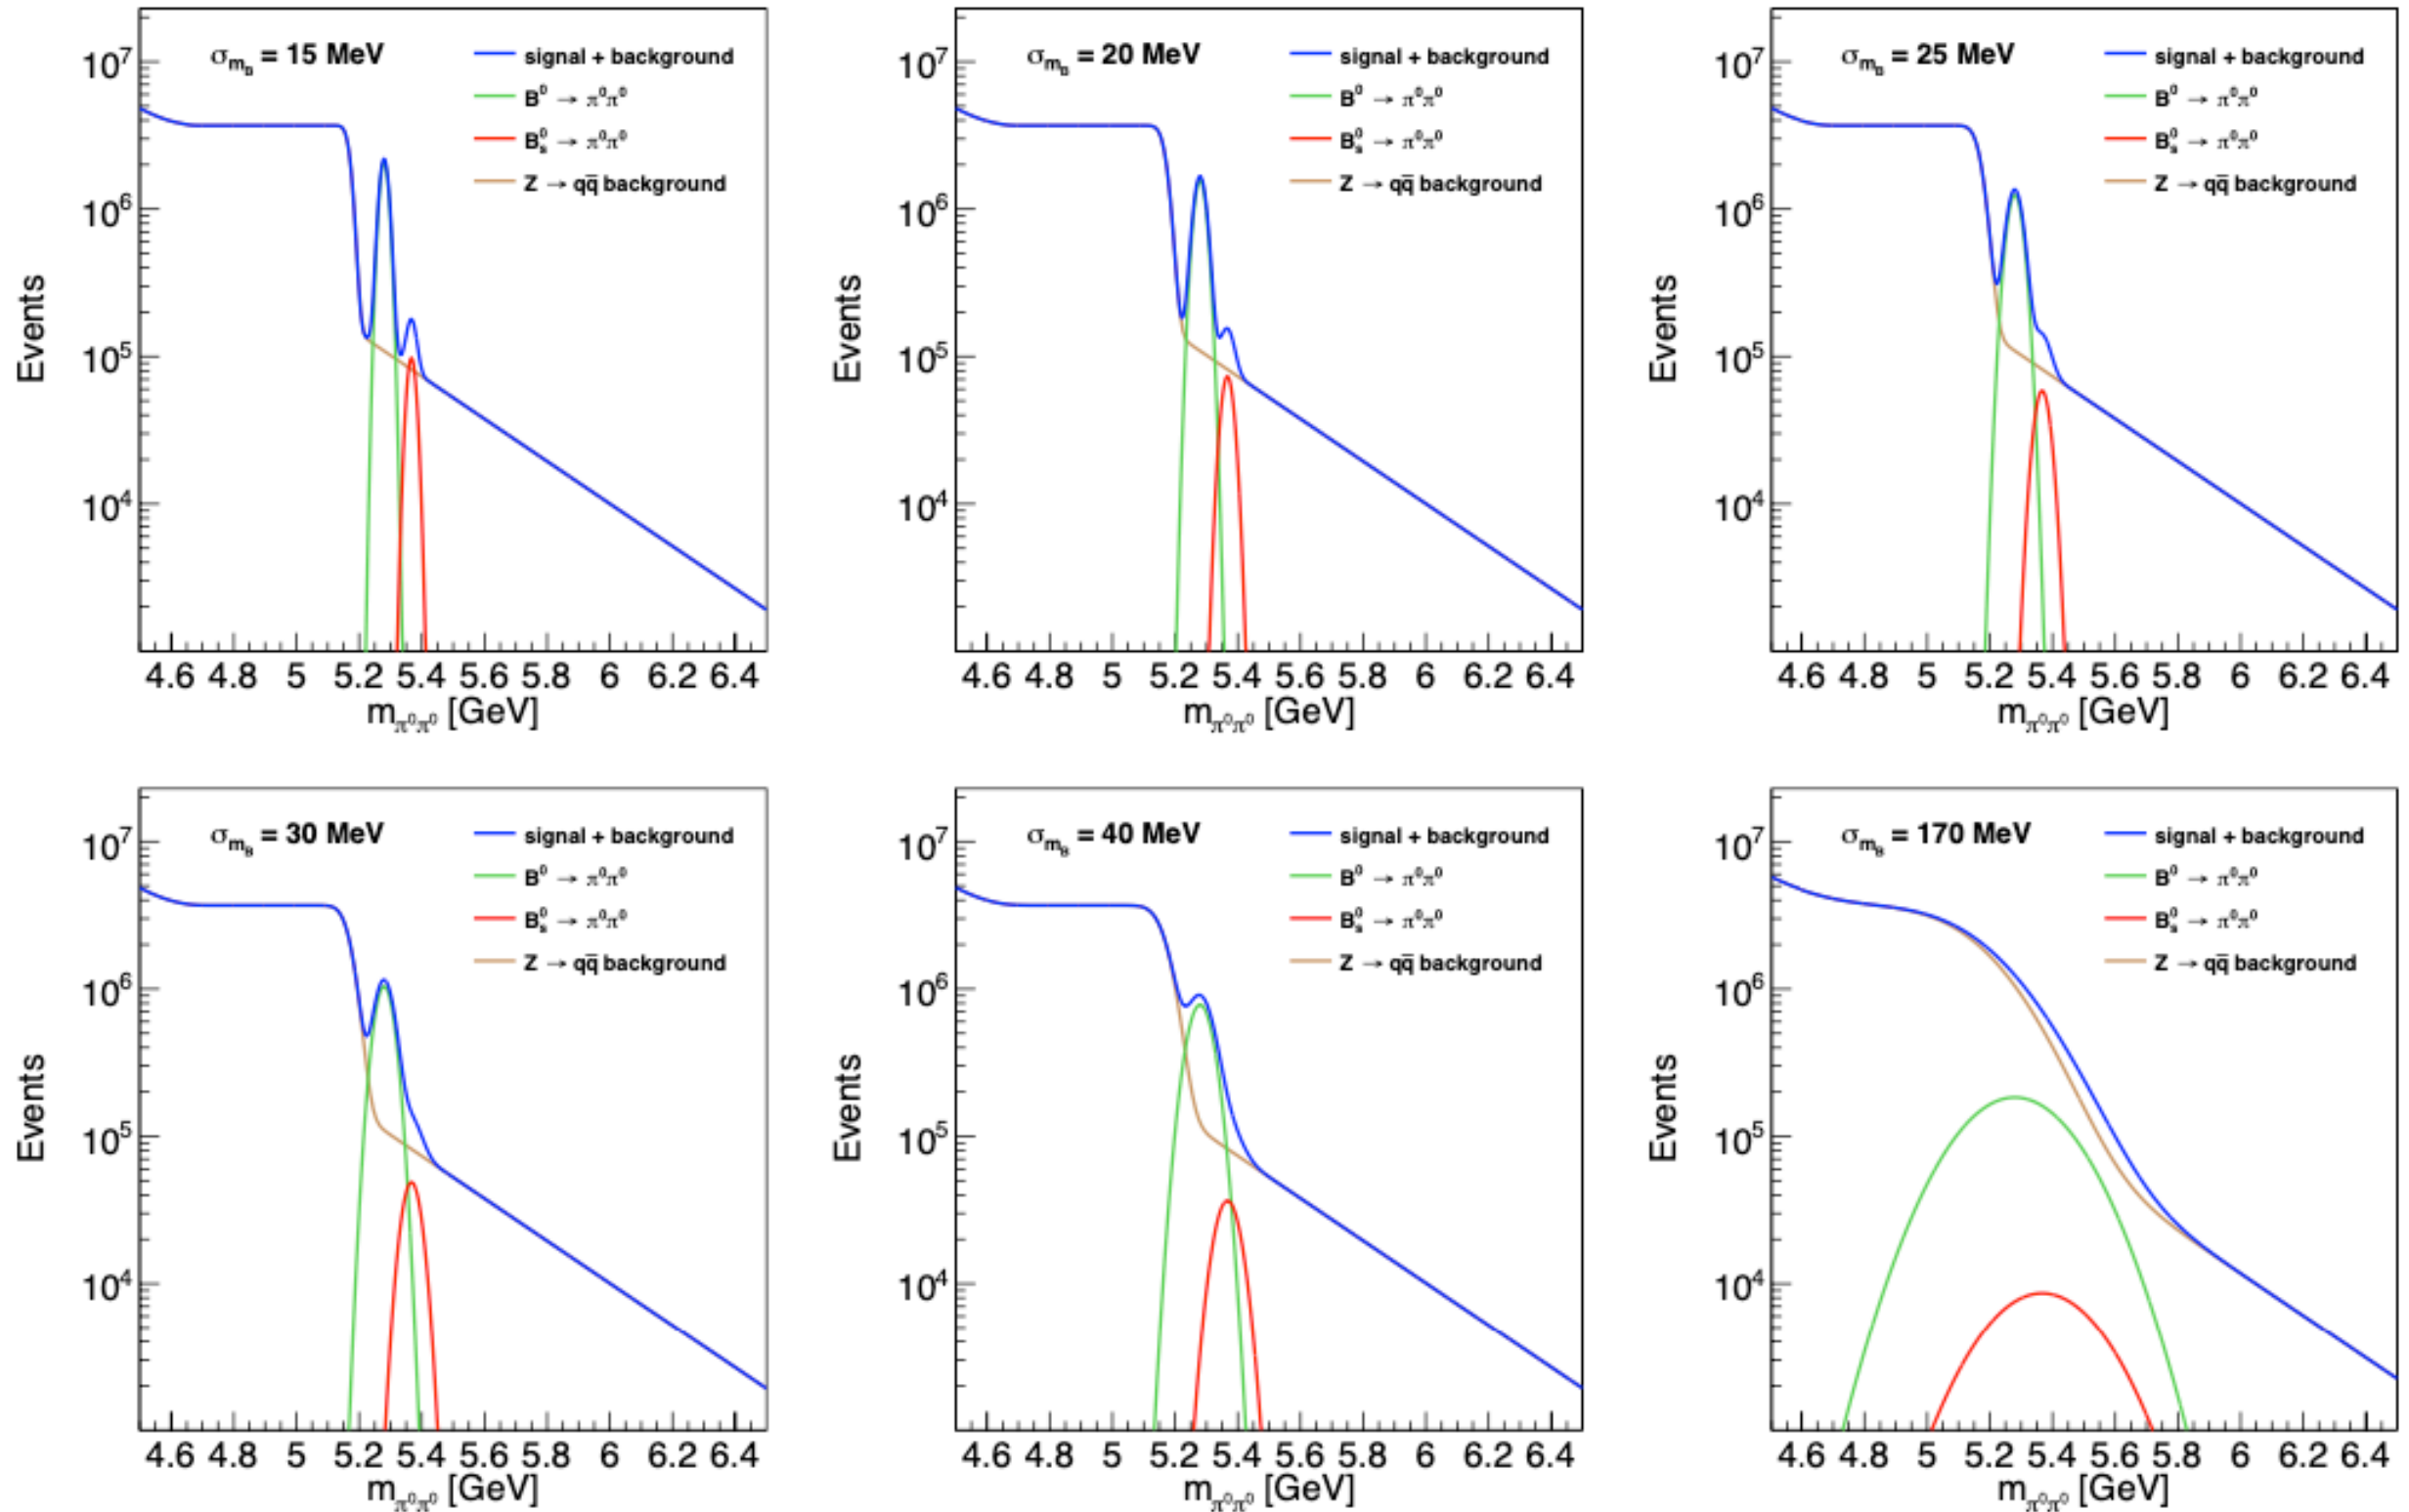 σ_{m_B} = 15 MeV
signal + background
B⁰ → π⁰π⁰
B_s⁰ → π⁰π⁰
Z → qq̅ background
10⁷
10⁶
10⁵
10⁴
Events
4.6 4.8 5 5.2 5.4 5.6 5.8 6 6.2 6.4
m_{π⁰π⁰} [GeV]
σ_{m_B} = 20 MeV
signal + background
B⁰ → π⁰π⁰
B_s⁰ → π⁰π⁰
Z → qq̅ background
10⁷
10⁶
10⁵
10⁴
Events
4.6 4.8 5 5.2 5.4 5.6 5.8 6 6.2 6.4
m_{π⁰π⁰} [GeV]
σ_{m_B} = 25 MeV
signal + background
B⁰ → π⁰π⁰
B_s⁰ → π⁰π⁰
Z → qq̅ background
10⁷
10⁶
10⁵
10⁴
Events
4.6 4.8 5 5.2 5.4 5.6 5.8 6 6.2 6.4
m_{π⁰π⁰} [GeV]
σ_{m_B} = 30 MeV
signal + background
B⁰ → π⁰π⁰
B_s⁰ → π⁰π⁰
Z → qq̅ background
10⁷
10⁶
10⁵
10⁴
Events
4.6 4.8 5 5.2 5.4 5.6 5.8 6 6.2 6.4
m_{π⁰π⁰} [GeV]
σ_{m_B} = 40 MeV
signal + background
B⁰ → π⁰π⁰
B_s⁰ → π⁰π⁰
Z → qq̅ background
10⁷
10⁶
10⁵
10⁴
Events
4.6 4.8 5 5.2 5.4 5.6 5.8 6 6.2 6.4
m_{π⁰π⁰} [GeV]
σ_{m_B} = 170 MeV
signal + background
B⁰ → π⁰π⁰
B_s⁰ → π⁰π⁰
Z → qq̅ background
10⁷
10⁶
10⁵
10⁴
Events
4.6 4.8 5 5.2 5.4 5.6 5.8 6 6.2 6.4
m_{π⁰π⁰} [GeV]